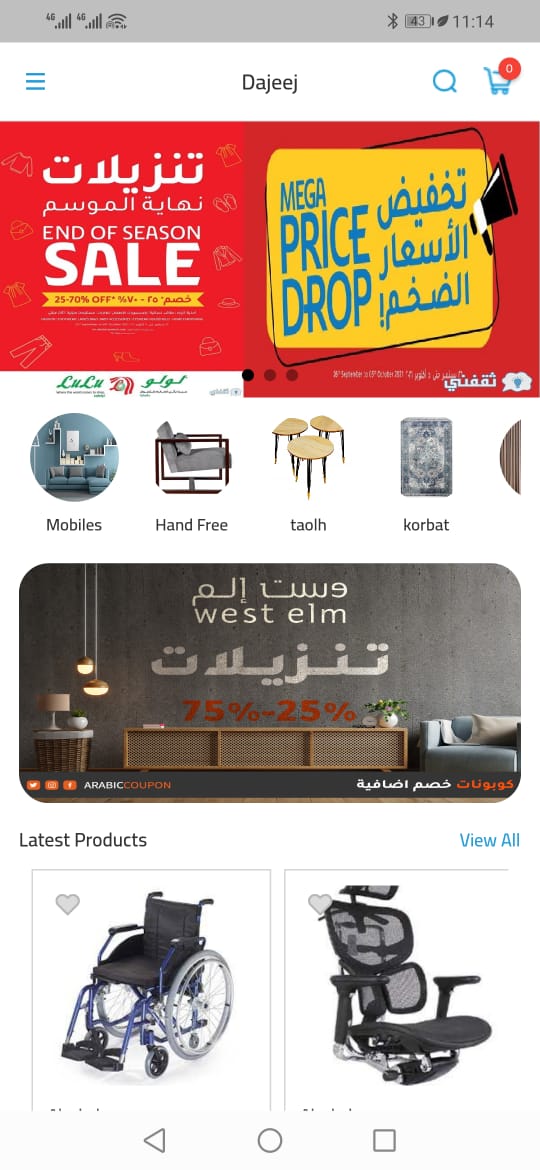 4G 4G 43 11:14
Dajeej
0
تنزيلات
نهاية الموسم
END OF SEASON
SALE
25-70% OFF* خصم* ٢٥ - ٧٠%
LuLu لولو
MEGA
PRICE
DROP
تخفيض
الأسعار
الضخم!
ثقفني
Mobiles
Hand Free
taolh
korbat
وست إلم
west elm
تنزيلات
75%-25%
ARABICCOUPON
كوبونات خصم اضافية
Latest Products
View All